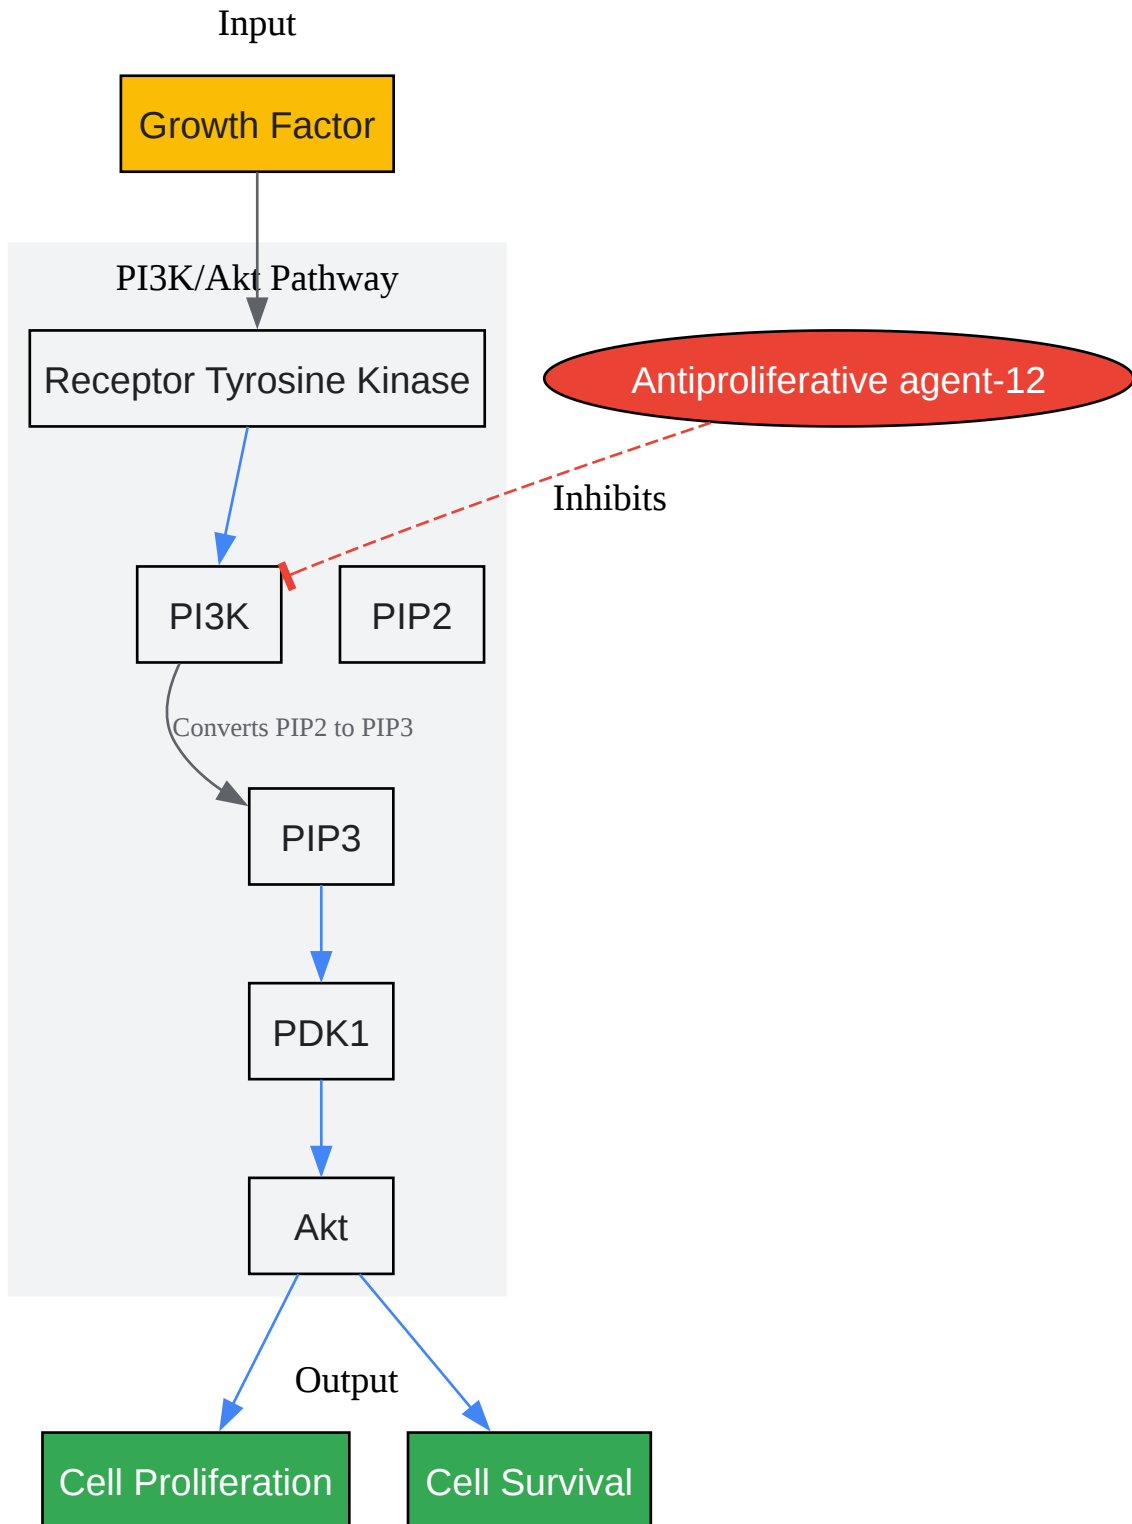 Input
Growth Factor
PI3K/Akt Pathway
Receptor Tyrosine Kinase
Antiproliferative agent-12
Inhibits
PI3K
PIP2
Converts PIP2 to PIP3
PIP3
PDK1
Akt
Output
Cell Proliferation
Cell Survival